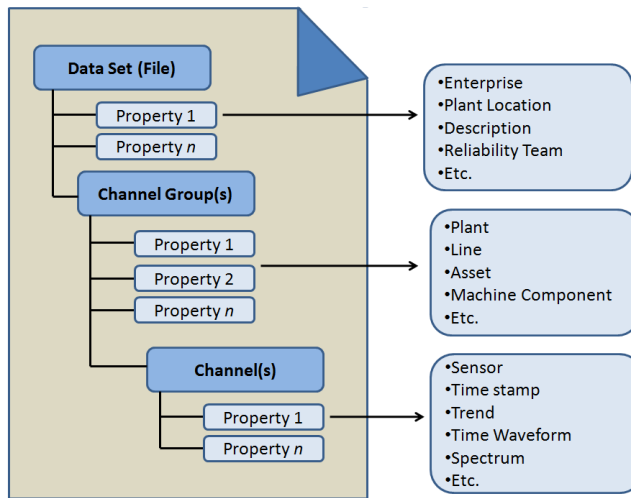 Data Set (File)
Property 1
Property n
Channel Group(s)
Property 1
Property 2
Property n
Channel(s)
Property 1
Property n
•Enterprise
•Plant Location
•Description
•Reliability Team
•Etc.
•Plant
•Line
•Asset
•Machine Component
•Etc.
•Sensor
•Time stamp
•Trend
•Time Waveform
•Spectrum
•Etc.